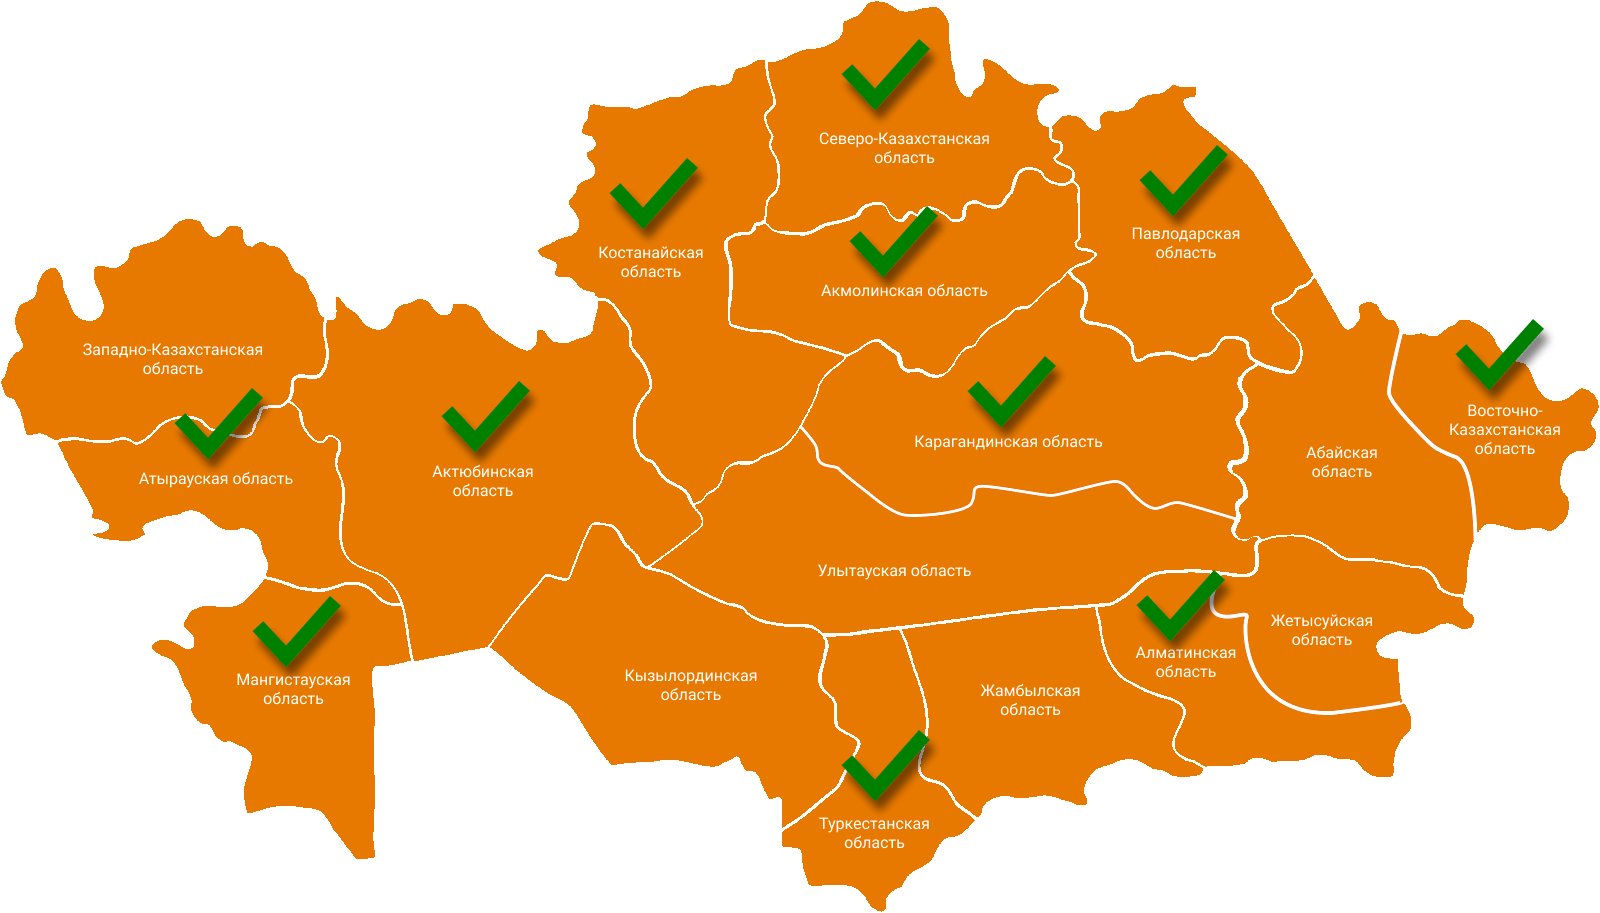 Северо-Казахстанская
область
Костанайская
область
Павлодарская
область
Акмолинская область
Западно-Казахстанская
область
Восточно-
Казахстанская
область
Карагандинская область
Абайская
область
Актюбинская
область
Атырауская область
Улытауская область
Жетысуйская
область
Алматинская
область
Кызылординская
область
Мангистауская
область
Жамбылская
область
Туркестанская
область